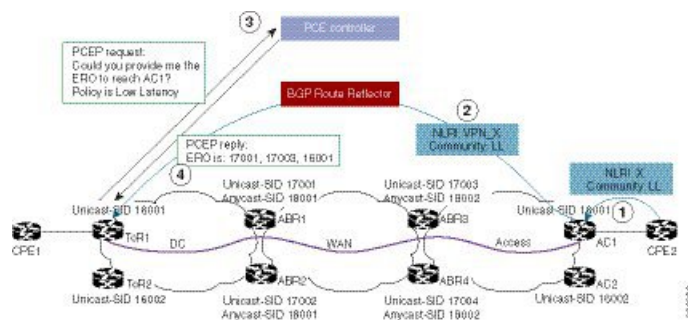 3
PCE controller
PCEP request:
Could you provide me the
ERO to reach AC1?
Policy is Low Latency
BGP Route Reflector
2
NLRI: VPN_X
Community: LL
PCEP reply:
ERO is: 17001, 17003, 16001
4
NLRI: X
Community: LL
1
Unicast-SID 16001
Unicast-SID 17001
Anycast-SID 18001
Unicast-SID 17003
Anycast-SID 18002
Unicast-SID 16001
CPE1
ToR1
DC
ABR1
WAN
ABR3
Access
AC1
CPE2
ToR2
Unicast-SID 16002
ABR2
Unicast-SID 17002
Anycast-SID 18001
ABR4
Unicast-SID 17004
Anycast-SID 18002
AC2
Unicast-SID 16002